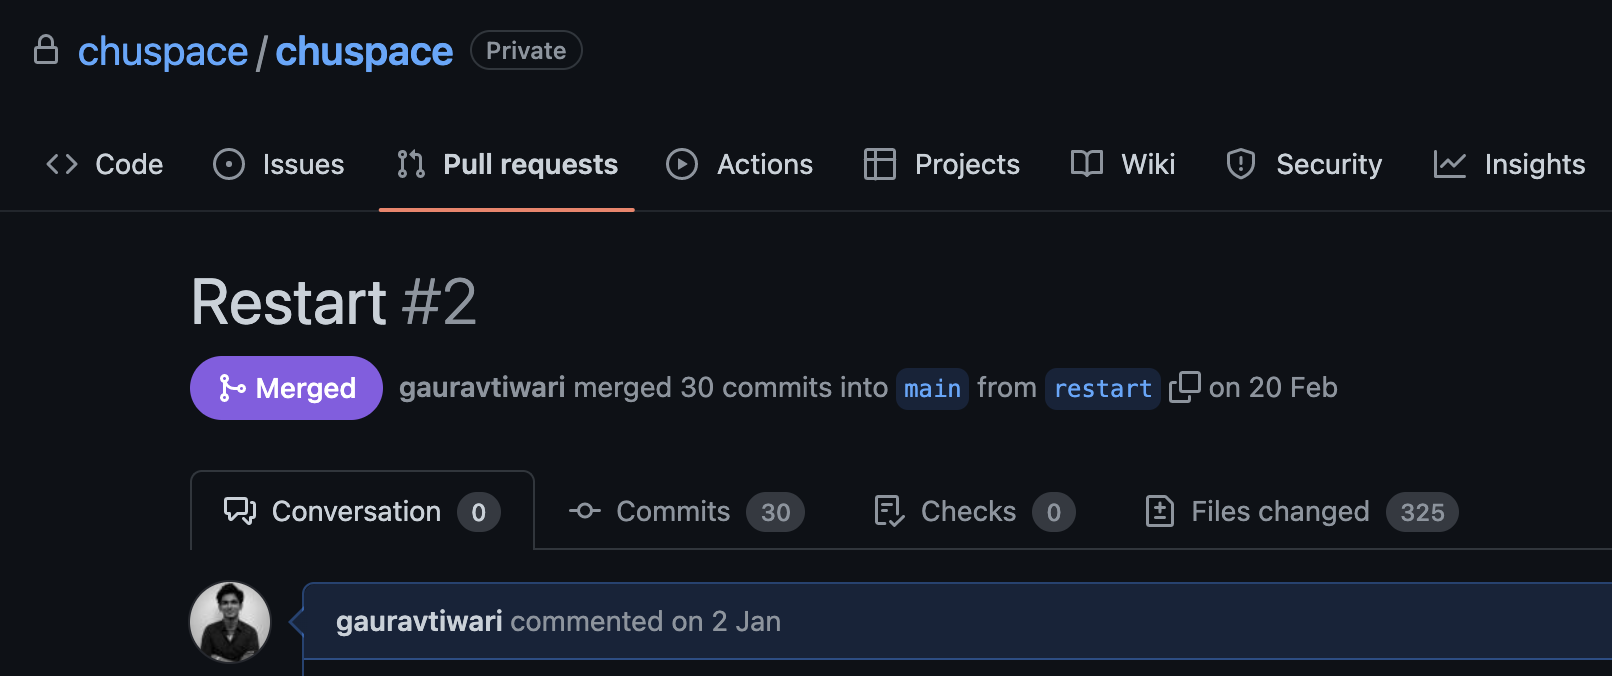 chuspace / chuspace Private
Code Issues Pull requests Actions Projects Wiki Security Insights
Restart #2
Merged gauravtiwari merged 30 commits into main from restart on 20 Feb
Conversation 0 Commits 30 Checks 0 Files changed 325
gauravtiwari commented on 2 Jan